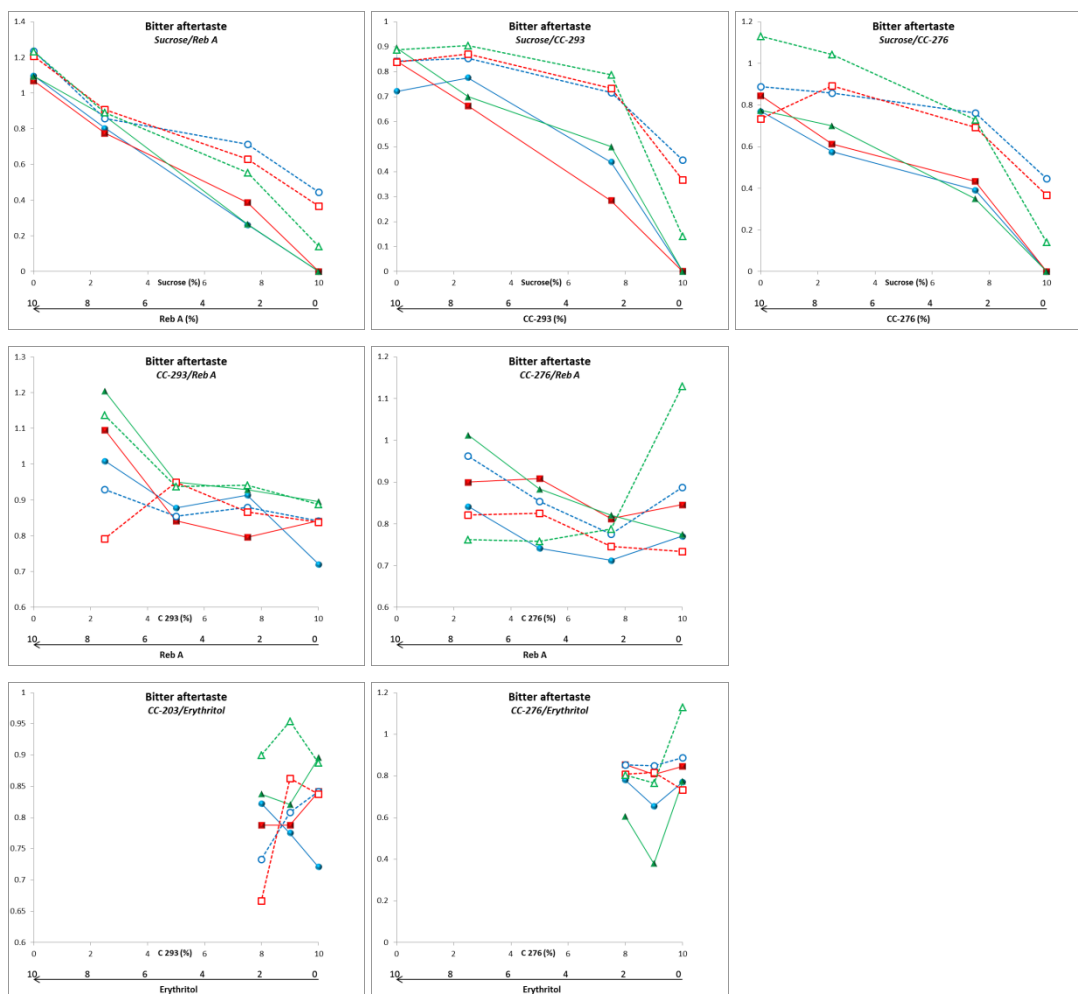 Bitter aftertaste
Sucrose/Reb A
1.4
1.2
1
0.8
0.6
0.4
0.2
0
0 2 4 6 8 10
Sucrose (%)
10 8 6 4 2 0
Reb A (%)
Bitter aftertaste
Sucrose/CC-293
1
0.9
0.8
0.7
0.6
0.5
0.4
0.3
0.2
0.1
0
0 2 4 6 8 10
Sucrose(%)
10 8 6 4 2 0
CC-293 (%)
Bitter aftertaste
Sucrose/CC-276
1.2
1
0.8
0.6
0.4
0.2
0
0 2 4 6 8 10
Sucrose (%)
10 8 6 4 2 0
CC-276 (%)
Bitter aftertaste
CC-293/Reb A
1.3
1.2
1.1
1
0.9
0.8
0.7
0.6
0 2 4 6 8 10
C 293 (%)
10 8 6 4 2 0
Reb A
Bitter aftertaste
CC-276/Reb A
1.2
1.1
1
0.9
0.8
0.7
0.6
0 2 4 6 8 10
C 276 (%)
10 8 6 4 2 0
Reb A
Bitter aftertaste
CC-203/Erythritol
1
0.95
0.9
0.85
0.8
0.75
0.7
0.65
0.6
0 2 4 6 8 10
C 293 (%)
10 8 6 4 2 0
Erythritol
Bitter aftertaste
CC-276/Erythritol
1.2
1
0.8
0.6
0.4
0.2
0
0 2 4 6 8 10
C 276 (%)
10 8 6 4 2 0
Erythritol